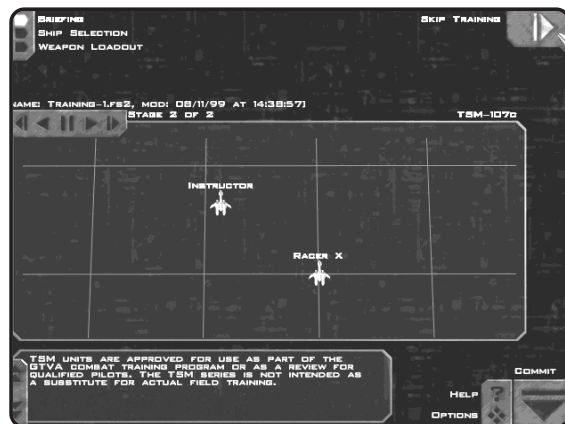 Briefing
Skip Training
Ship Selection
Weapon Loadout
NAME: Training-1.fs2, mod: 08/11/99 at 14:38:57]
Stage 2 of 2
TSM-107c
Instructor
Racer X
TSM units are approved for use as part of the
GTVA combat training program or as a review for
qualified pilots. The TSM series is not intended as
a substitute for actual field training.
Commit
Help
Options